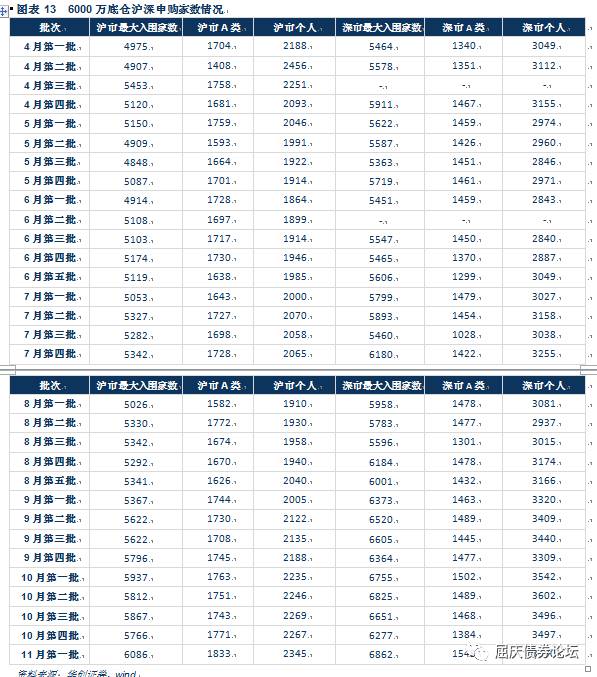 图表 13 6000 万底仓沪深申购家数情况
批次 沪市最大入围家数 沪市 A 类 沪市个人 深市最大入围家数 深市 A 类 深市个人
4 月第一批 4975 1704 2188 5464 1340 3049
4 月第二批 4907 1408 2456 5578 1351 3112
4 月第三批 5453 1758 2251 - - -
4 月第四批 5120 1681 2093 5911 1467 3155
5 月第一批 5150 1759 2046 5622 1459 2974
5 月第二批 4909 1593 1991 5587 1426 2960
5 月第三批 4848 1664 1922 5363 1451 2846
5 月第四批 5087 1701 1914 5719 1461 2971
6 月第一批 4914 1728 1864 5451 1459 2843
6 月第二批 5108 1697 1899 - - -
6 月第三批 5103 1717 1914 5547 1450 2840
6 月第四批 5174 1730 1946 5465 1370 2887
6 月第五批 5119 1638 1985 5606 1299 3049
7 月第一批 5053 1643 2000 5799 1479 3027
7 月第二批 5327 1727 2070 5893 1454 3158
7 月第三批 5282 1698 2058 5460 1028 3038
7 月第四批 5342 1728 2065 6180 1422 3255
批次 沪市最大入围家数 沪市 A 类 沪市个人 深市最大入围家数 深市 A 类 深市个人
8 月第一批 5026 1582 1910 5958 1478 3081
8 月第二批 5330 1772 1930 5783 1477 2937
8 月第三批 5342 1674 1958 5596 1301 3015
8 月第四批 5292 1670 1940 6184 1478 3174
8 月第五批 5341 1626 2040 6001 1432 3166
9 月第一批 5367 1744 2005 6373 1463 3320
9 月第二批 5622 1730 2122 6520 1489 3409
9 月第三批 5622 1708 2135 6605 1445 3440
9 月第四批 5796 1745 2188 6364 1477 3309
10 月第一批 5937 1763 2235 6755 1502 3542
10 月第二批 5812 1751 2246 6825 1489 3602
10 月第三批 5867 1743 2269 6651 1468 3496
10 月第四批 5766 1771 2267 6277 1384 3497
11 月第一批 6086 1833 2345 6862
资料来源：华创证券，wind
屈庆债券论坛